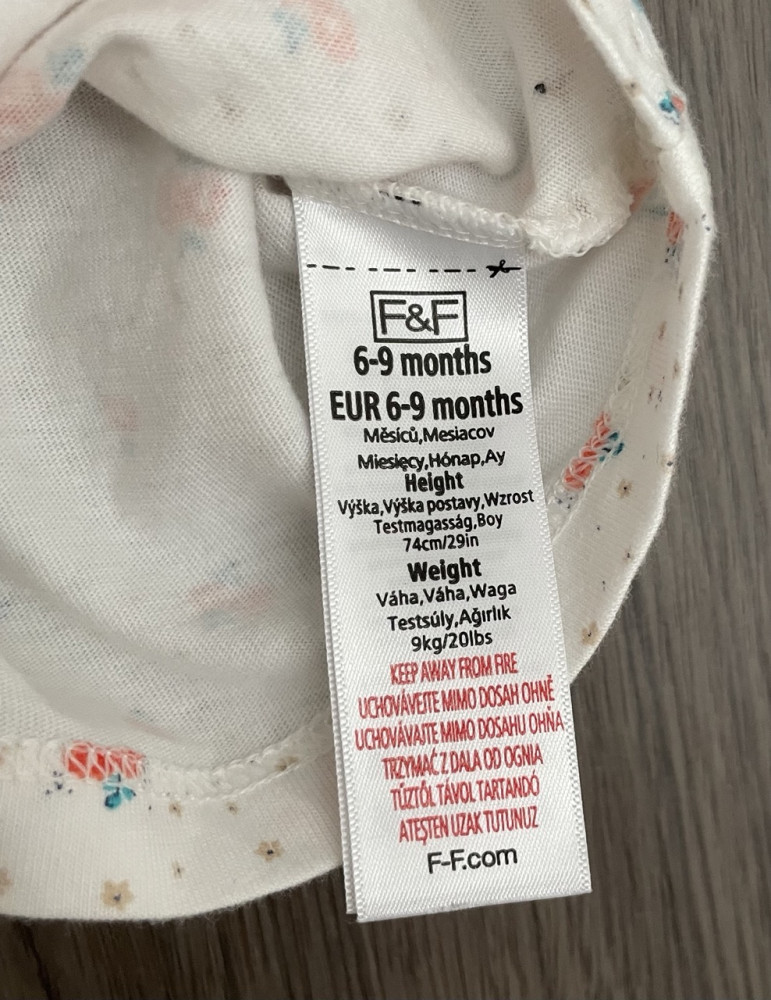 F&F
6-9 months
EUR 6-9 months
Měsíců,Mesiacov
Miesięcy,Hónap,Ay
Height
Výška,Výška postavy,Wzrost
Testmagasság,Boy
74cm/29in
Weight
Váha,Váha,Waga
Testsúly,Ağırlık
9kg/20lbs
KEEP AWAY FROM FIRE
UCHOVÁVEJTE MIMO DOSAH OHNĚ
UCHOVÁVAJTE MIMO DOSAHU OHŇA
TRZYMAĆ Z DALA OD OGNIA
TŰZTŐL TÁVOL TARTANDÓ
ATEŞTEN UZAK TUTUNUZ
F-F.com